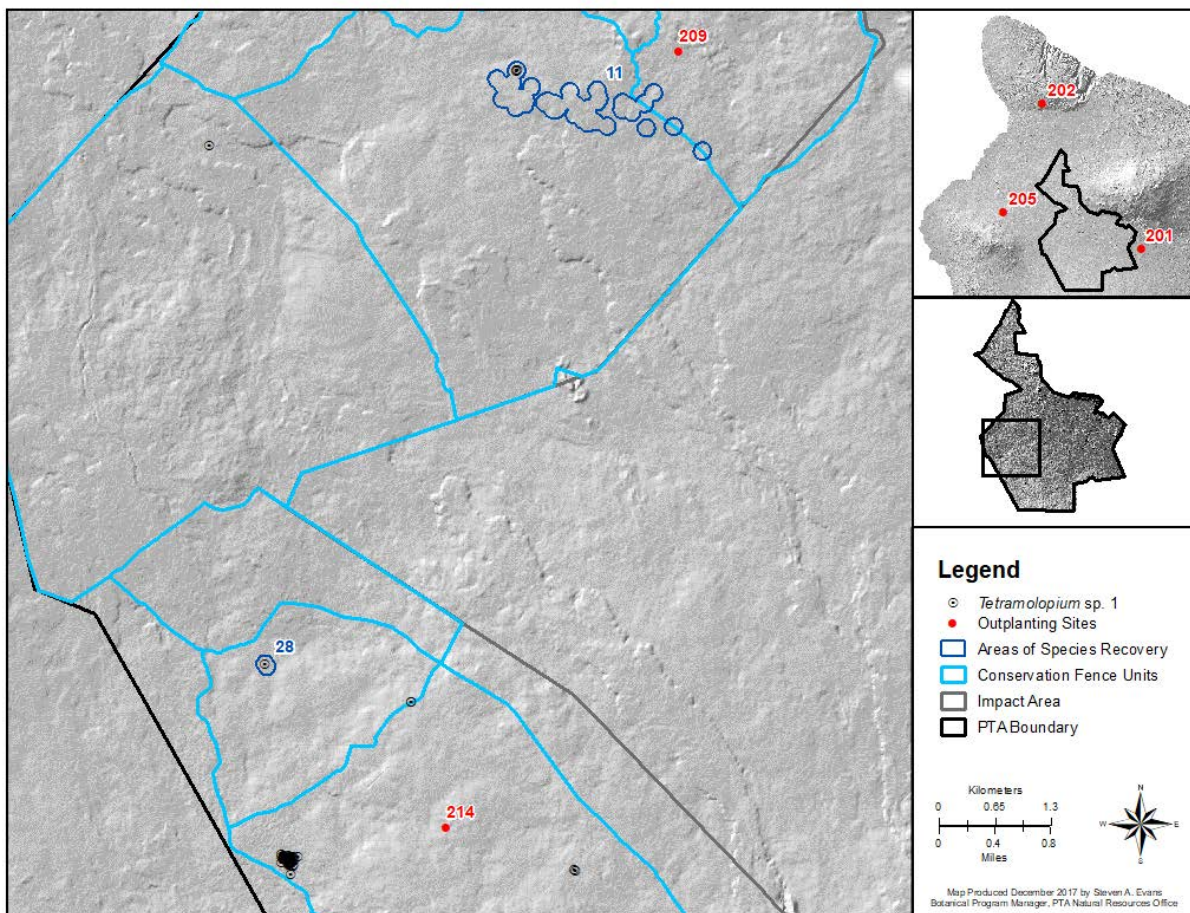 209
11
28
214
202
205
201
Legend
Tetramolopium sp. 1
Outplanting Sites
Areas of Species Recovery
Conservation Fence Units
Impact Area
PTA Boundary
Kilometers
0 0.65 1.3
0 0.4 0.8
Miles
N
W E
S
Map Produced December 2017 by Steven A. Evans
Botanical Program Manager, PTA Natural Resources Office